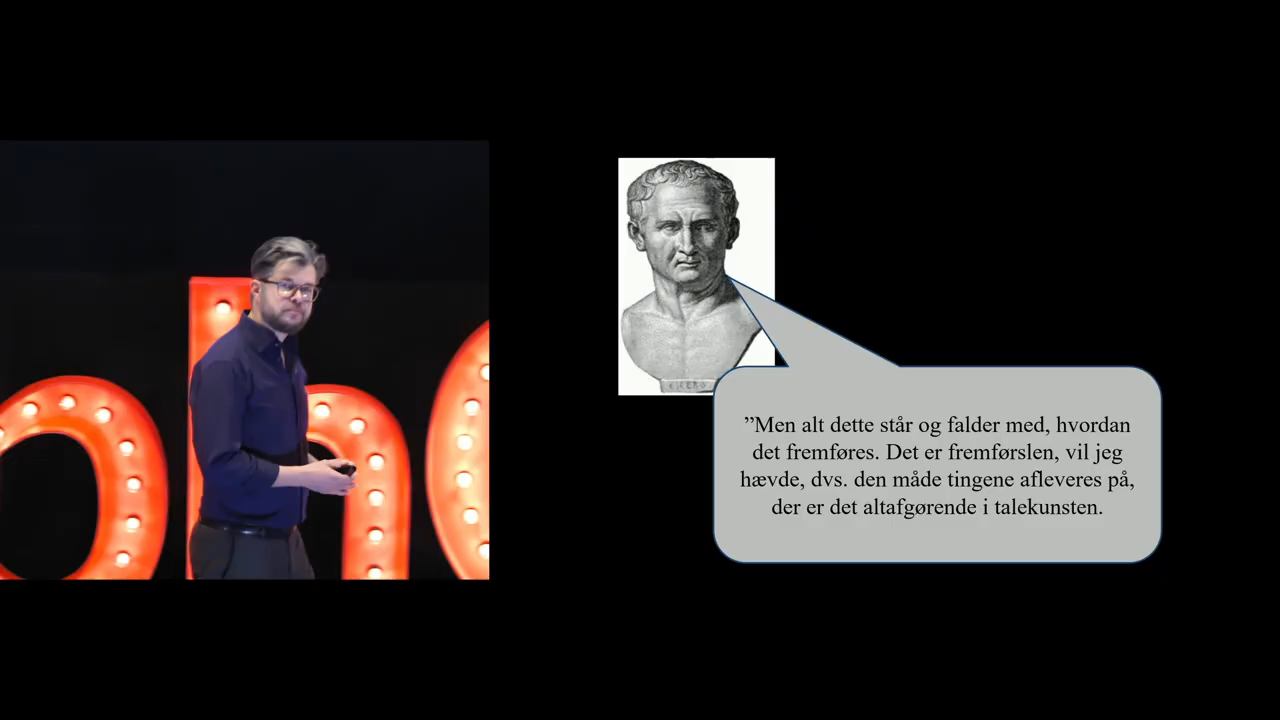 CICERO
”Men alt dette står og falder med, hvordan
det fremføres. Det er fremførslen, vil jeg
hævde, dvs. den måde tingene afleveres på,
der er det altafgørende i talekunsten.